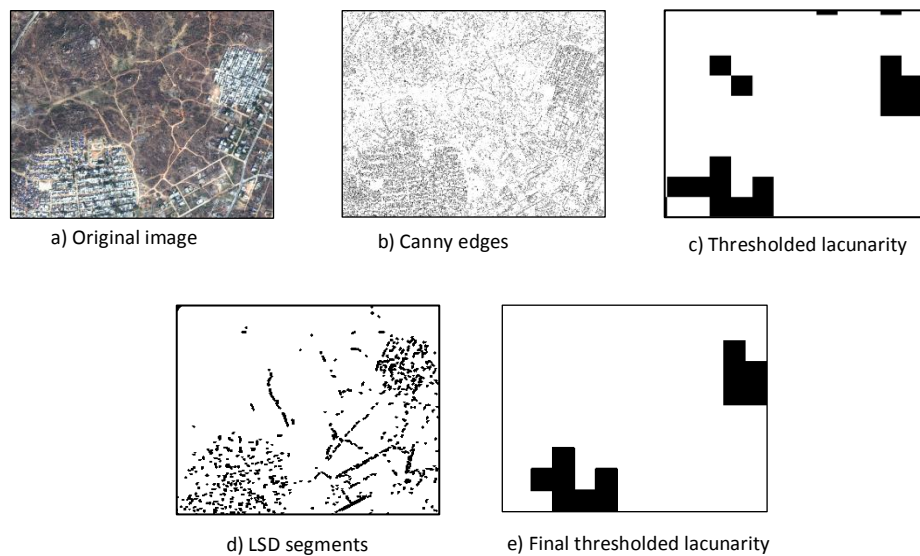 a) Original image
b) Canny edges
c) Thresholded lacunarity
d) LSD segments
e) Final thresholded lacunarity